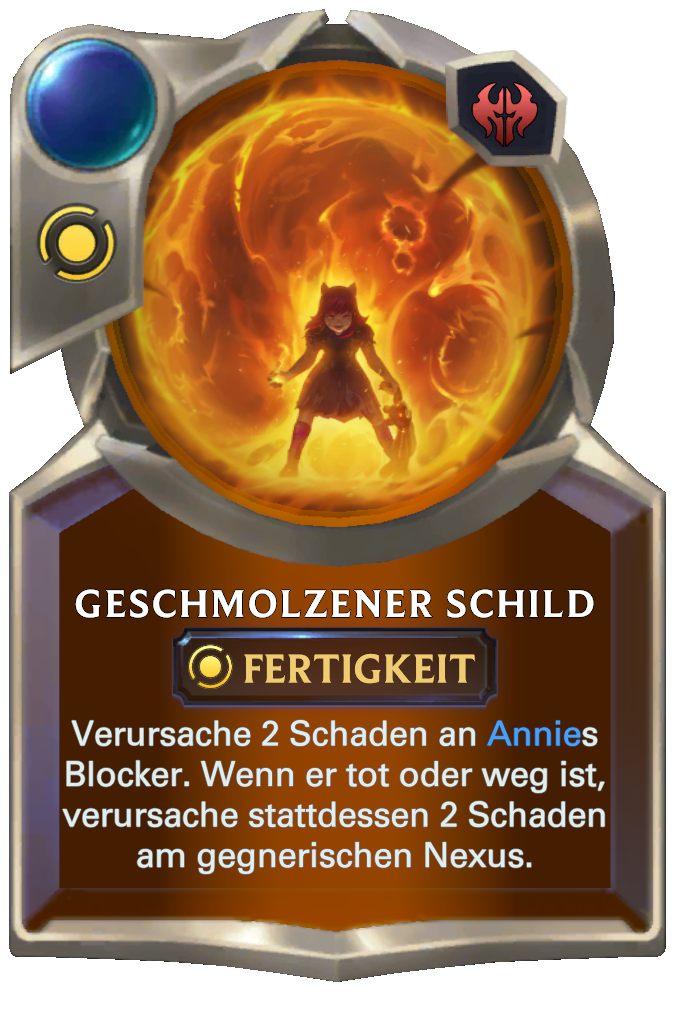 GESCHMOLZENER SCHILD
FERTIGKEIT
Verursache 2 Schaden an Annies
Blocker. Wenn er tot oder weg ist,
verursache stattdessen 2 Schaden
am gegnerischen Nexus.